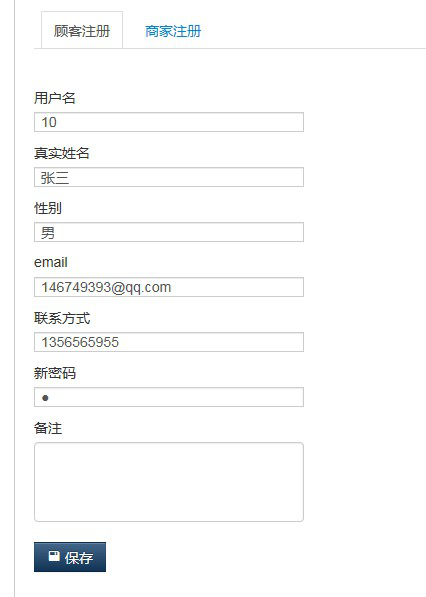 顾客注册 商家注册
用户名
10
真实姓名
张三
性别
男
email
146749393@qq.com
联系方式
1356565955
新密码
●
备注
保存